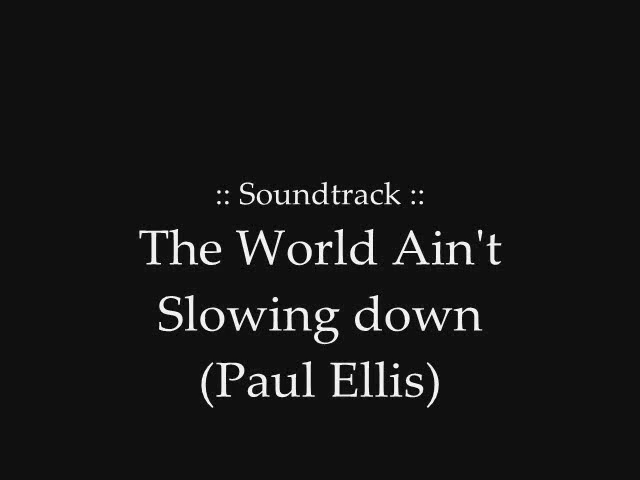 :: Soundtrack ::
The World Ain't
Slowing down
(Paul Ellis)